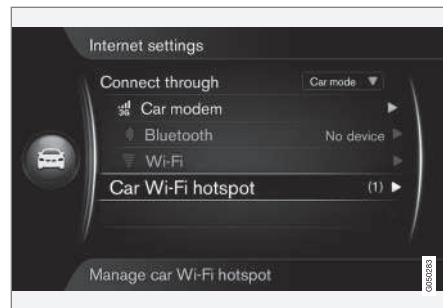 Internet settings
Connect through Car mode
3G Car modem
Bluetooth No device
Wi-Fi
Car Wi-Fi hotspot (1)
Manage car Wi-Fi hotspot
G050283